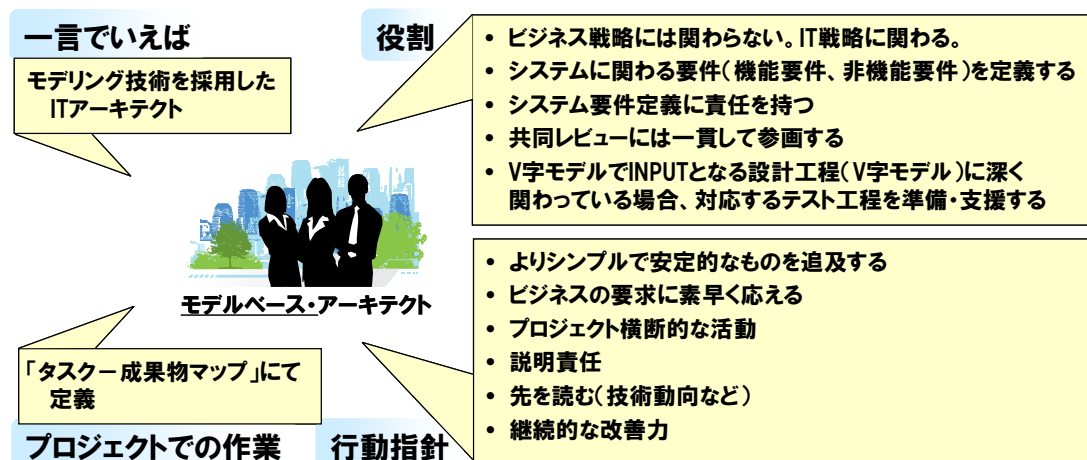 一言でいえば
モデリング技術を採用した
ITアーキテクト
役割
• ビジネス戦略には関わらない。IT戦略に関わる。
• システムに関わる要件(機能要件、非機能要件)を定義する
• システム要件定義に責任を持つ
• 共同レビューには一貫して参画する
• V字モデルでINPUTとなる設計工程(V字モデル)に深く
関わっている場合、対応するテスト工程を準備・支援する
モデルベース・アーキテクト
「タスクー成果物マップ」にて
定義
プロジェクトでの作業
行動指針
• よりシンプルで安定的なものを追及する
• ビジネスの要求に素早く応える
• プロジェクト横断的な活動
• 説明責任
• 先を読む(技術動向など)
• 継続的な改善力